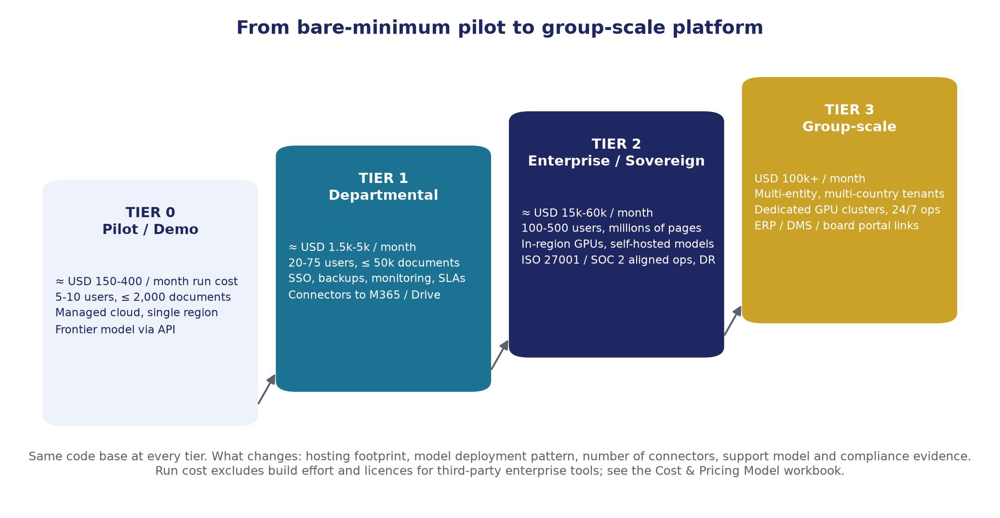 From bare-minimum pilot to group-scale platform
TIER 0
Pilot / Demo
≈ USD 150-400 / month run cost
5-10 users, ≤ 2,000 documents
Managed cloud, single region
Frontier model via API
TIER 1
Departmental
≈ USD 1.5k-5k / month
20-75 users, ≤ 50k documents
SSO, backups, monitoring, SLAs
Connectors to M365 / Drive
TIER 2
Enterprise / Sovereign
≈ USD 15k-60k / month
100-500 users, millions of pages
In-region GPUs, self-hosted models
ISO 27001 / SOC 2 aligned ops, DR
TIER 3
Group-scale
USD 100k+ / month
Multi-entity, multi-country tenants
Dedicated GPU clusters, 24/7 ops
ERP / DMS / board portal links
Same code base at every tier. What changes: hosting footprint, model deployment pattern, number of connectors, support model and compliance evidence.
Run cost excludes build effort and licences for third-party enterprise tools; see the Cost & Pricing Model workbook.